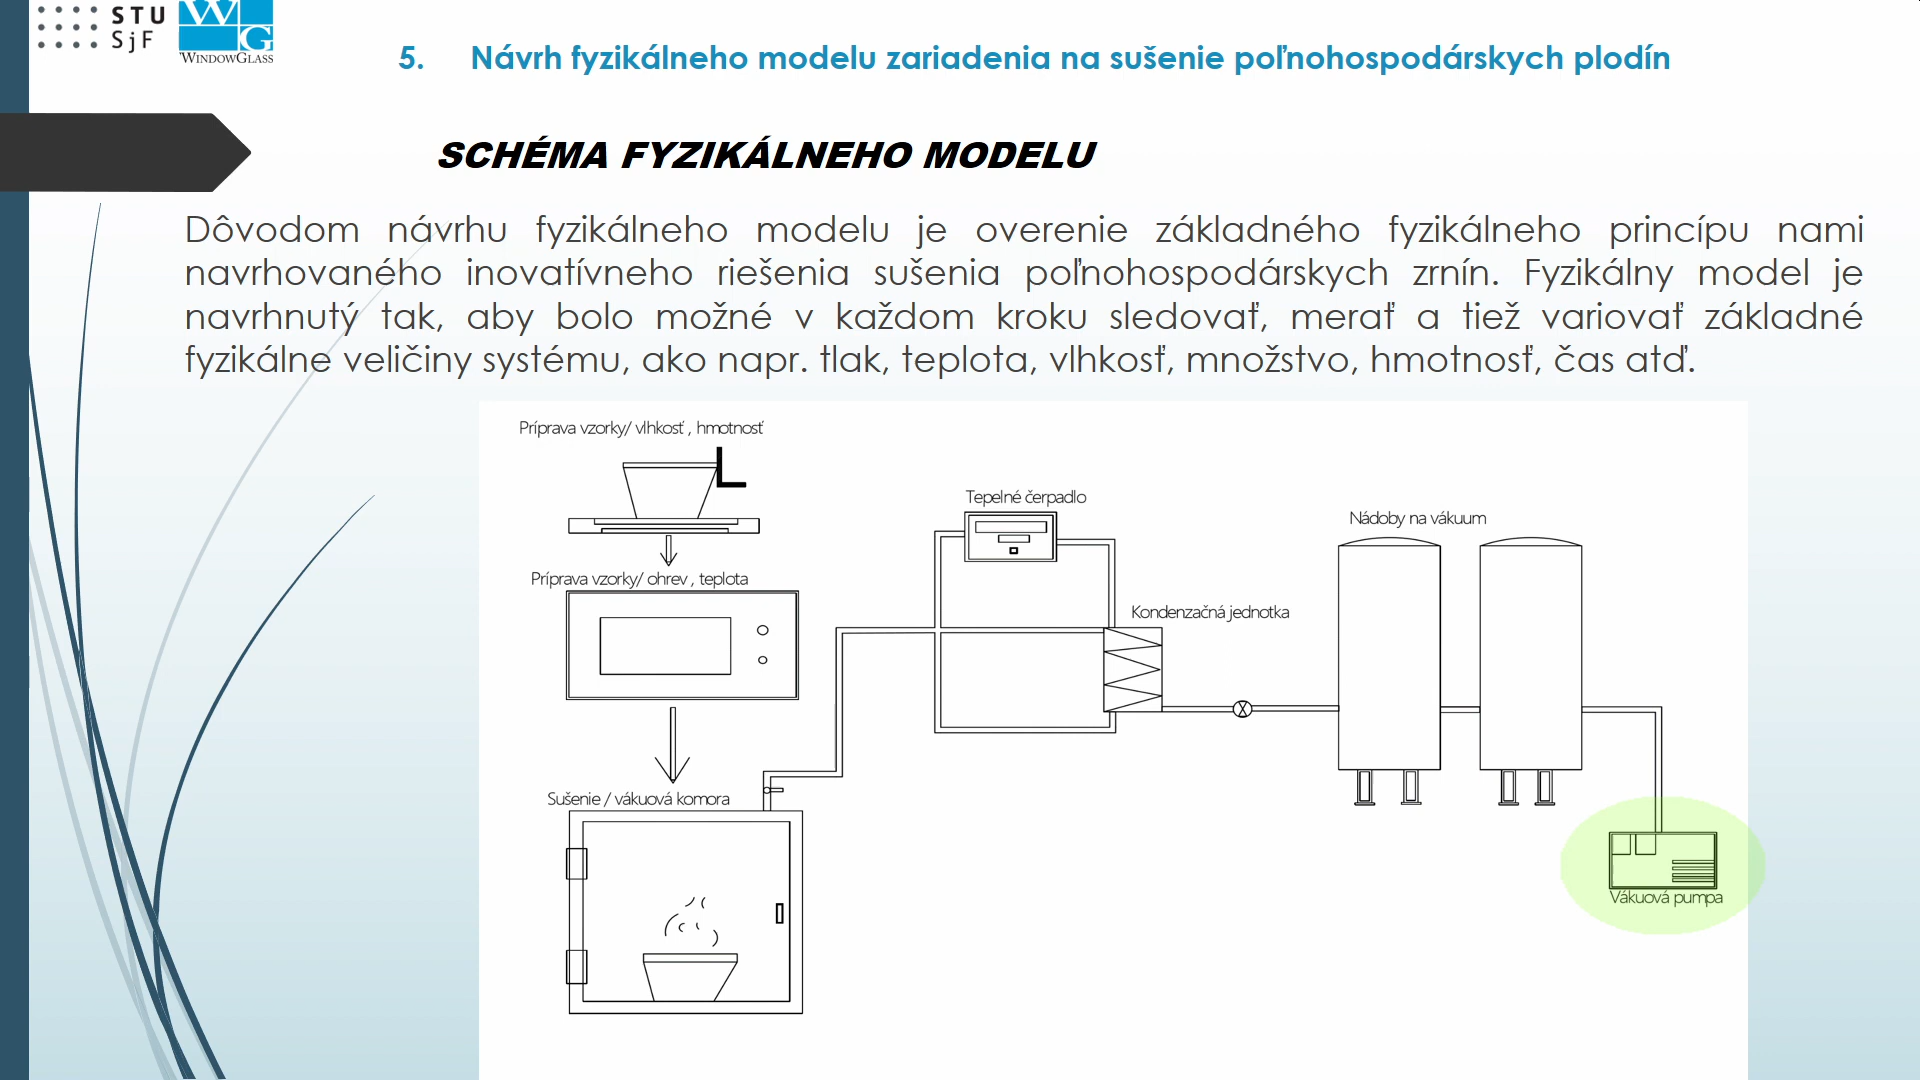 STU
SjF
WG
WINDOWGLASS
5. Návrh fyzikálneho modelu zariadenia na sušenie poľnohospodárskych plodín
SCHÉMA FYZIKÁLNEHO MODELU
Dôvodom návrhu fyzikálneho modelu je overenie základného fyzikálneho princípu nami
navrhovaného inovatívneho riešenia sušenia poľnohospodárskych zrnín. Fyzikálny model je
navrhnutý tak, aby bolo možné v každom kroku sledovať, merať a tiež variovať základné
fyzikálne veličiny systému, ako napr. tlak, teplota, vlhkosť, množstvo, hmotnosť, čas atď.
Príprava vzorky/ vlhkosť , hmotnosť
Tepelné čerpadlo
Nádoby na vákuum
Príprava vzorky/ ohrev , teplota
Kondenzačná jednotka
Sušenie / vákuová komora
Vákuová pumpa